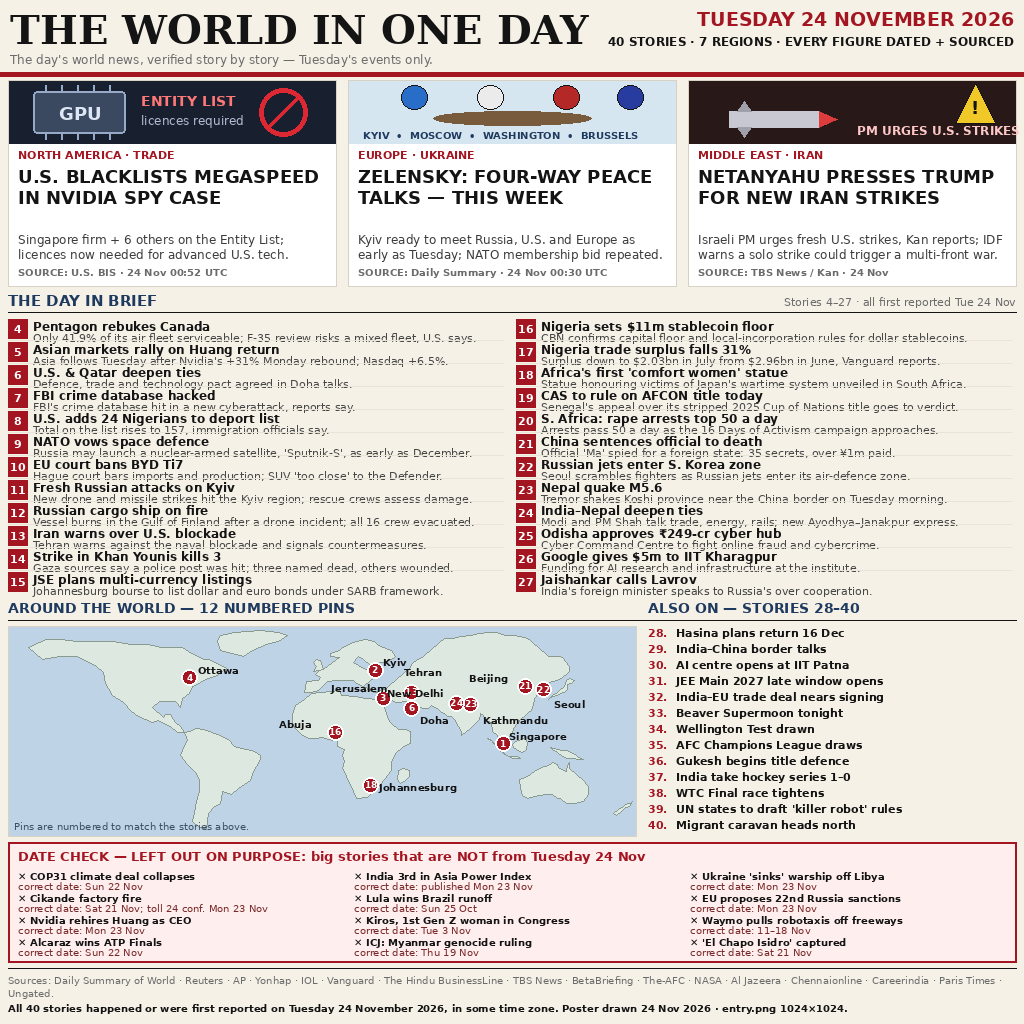 THE WORLD IN ONE DAY
TUESDAY 24 NOVEMBER 2026
40 STORIES · 7 REGIONS · EVERY FIGURE DATED + SOURCED
The day's world news, verified story by story — Tuesday's events only.
GPU
ENTITY LIST
licences required
NORTH AMERICA · TRADE
U.S. BLACKLISTS MEGASPEED
IN NVIDIA SPY CASE
Singapore firm + 6 others on the Entity List;
licences now needed for advanced U.S. tech.
SOURCE: U.S. BIS · 24 Nov 00:52 UTC
KYIV • MOSCOW • WASHINGTON • BRUSSELS
EUROPE · UKRAINE
ZELENSKY: FOUR-WAY PEACE
TALKS — THIS WEEK
Kyiv ready to meet Russia, U.S. and Europe as
early as Tuesday; NATO membership bid repeated.
SOURCE: Daily Summary · 24 Nov 00:30 UTC
!
PM URGES U.S. STRIKES
MIDDLE EAST · IRAN
NETANYAHU PRESSES TRUMP
FOR NEW IRAN STRIKES
Israeli PM urges fresh U.S. strikes, Kan reports; IDF
warns a solo strike could trigger a multi-front war.
SOURCE: TBS News / Kan · 24 Nov
THE DAY IN BRIEF
Stories 4–27 · all first reported Tue 24 Nov
4 Pentagon rebukes Canada
Only 41.9% of its air fleet serviceable; F-35 review risks a mixed fleet, U.S. says.
5 Asian markets rally on Huang return
Asia follows Tuesday after Nvidia's +31% Monday rebound; Nasdaq +6.5%.
6 U.S. & Qatar deepen ties
Defence, trade and technology pact agreed in Doha talks.
7 FBI crime database hacked
FBI's crime database hit in a new cyberattack, reports say.
8 U.S. adds 24 Nigerians to deport list
Total on the list rises to 157, immigration officials say.
9 NATO vows space defence
Russia may launch a nuclear-armed satellite, 'Sputnik-S', as early as December.
10 EU court bans BYD Ti7
Hague court bars imports and production; SUV 'too close' to the Defender.
11 Fresh Russian attacks on Kyiv
New drone and missile strikes hit the Kyiv region; rescue crews assess damage.
12 Russian cargo ship on fire
Vessel burns in the Gulf of Finland after a drone incident; all 16 crew evacuated.
13 Iran warns over U.S. blockade
Tehran warns against the naval blockade and signals countermeasures.
14 Strike in Khan Younis kills 3
Gaza sources say a police post was hit; three named dead, others wounded.
15 JSE plans multi-currency listings
Johannesburg bourse to list dollar and euro bonds under SARB framework.
16 Nigeria sets $11m stablecoin floor
CBN confirms capital floor and local-incorporation rules for dollar stablecoins.
17 Nigeria trade surplus falls 31%
Surplus down to $2.03bn in July from $2.96bn in June, Vanguard reports.
18 Africa's first 'comfort women' statue
Statue honouring victims of Japan's wartime system unveiled in South Africa.
19 CAS to rule on AFCON title today
Senegal's appeal over its stripped 2025 Cup of Nations title goes to verdict.
20 S. Africa: rape arrests top 50 a day
Arrests pass 50 a day as the 16 Days of Activism campaign approaches.
21 China sentences official to death
Official 'Ma' spied for a foreign state: 35 secrets, over ¥1m paid.
22 Russian jets enter S. Korea zone
Seoul scrambles fighters as Russian jets enter its air-defence zone.
23 Nepal quake M5.6
Tremor shakes Koshi province near the China border on Tuesday morning.
24 India–Nepal deepen ties
Modi and PM Shah talk trade, energy, rails; new Ayodhya–Janakpur express.
25 Odisha approves ₹249-cr cyber hub
Cyber Command Centre to fight online fraud and cybercrime.
26 Google gives $5m to IIT Kharagpur
Funding for AI research and infrastructure at the institute.
27 Jaishankar calls Lavrov
India's foreign minister speaks to Russia's over cooperation.
AROUND THE WORLD — 12 NUMBERED PINS
4 Ottawa
2 Kyiv
Tehran
Jerusalem
3
New Delhi
6
Doha
24
23
Kathmandu
Beijing
21
22
Seoul
Abuja
16
1 Singapore
18 Johannesburg
Pins are numbered to match the stories above.
ALSO ON — STORIES 28–40
28. Hasina plans return 16 Dec
29. India–China border talks
30. AI centre opens at IIT Patna
31. JEE Main 2027 late window opens
32. India–EU trade deal nears signing
33. Beaver Supermoon tonight
34. Wellington Test drawn
35. AFC Champions League draws
36. Gukesh begins title defence
37. India take hockey series 1–0
38. WTC Final race tightens
39. UN states to draft 'killer robot' rules
40. Migrant caravan heads north
DATE CHECK — LEFT OUT ON PURPOSE: big stories that are NOT from Tuesday 24 Nov
× COP31 climate deal collapses
correct date: Sun 22 Nov
× Cikande factory fire
correct date: Sat 21 Nov; toll 24 conf. Mon 23 Nov
× Nvidia rehires Huang as CEO
correct date: Mon 23 Nov
× Alcaraz wins ATP Finals
correct date: Sun 22 Nov
× India 3rd in Asia Power Index
correct date: published Mon 23 Nov
× Lula wins Brazil runoff
correct date: Sun 25 Oct
× Kiros, 1st Gen Z woman in Congress
correct date: Tue 3 Nov
× ICJ: Myanmar genocide ruling
correct date: Thu 19 Nov
× Ukraine 'sinks' warship off Libya
correct date: Mon 23 Nov
× EU proposes 22nd Russia sanctions
correct date: Mon 23 Nov
× Waymo pulls robotaxis off freeways
correct date: 11–18 Nov
× 'El Chapo Isidro' captured
correct date: Sat 21 Nov
Sources: Daily Summary of World · Reuters · AP · Yonhap · IOL · Vanguard · The Hindu BusinessLine · TBS News · BetaBriefing · The-AFC · NASA · Al Jazeera · Chennaionline · Careerindia · Paris Times ·
Ungated.
All 40 stories happened or were first reported on Tuesday 24 November 2026, in some time zone. Poster drawn 24 Nov 2026 · entry.png 1024×1024.